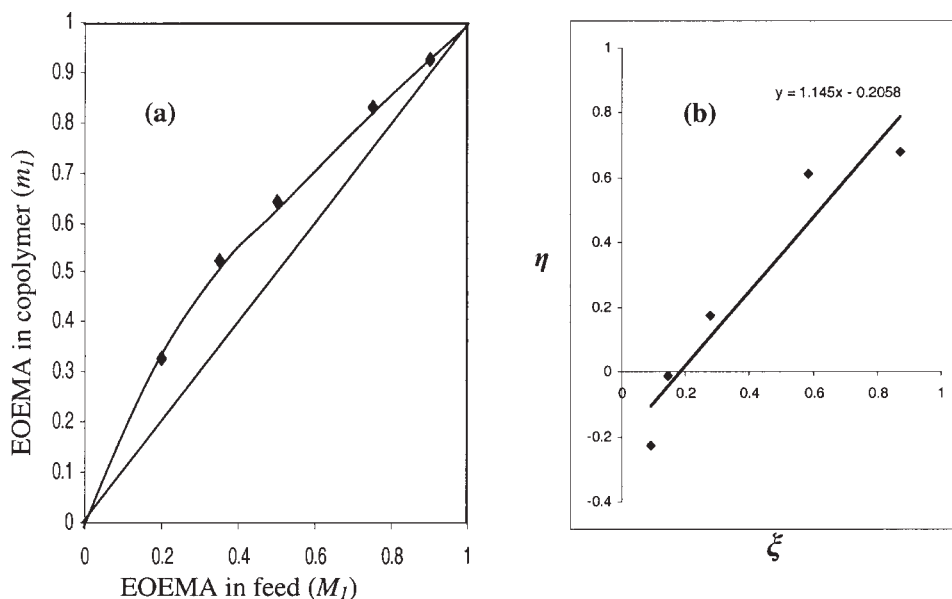 1
0.9
0.8
0.7
0.6
0.5
0.4
0.3
0.2
0.1
0
(a)
EOEMA in copolymer (m1)
0 0.2 0.4 0.6 0.8 1
EOEMA in feed (M1)
1
0.8
0.6
0.4
0.2
0
-0.2
-0.4
(b)
y = 1.145x - 0.2058
η
0 0.2 0.4 0.6 0.8 1
ξ